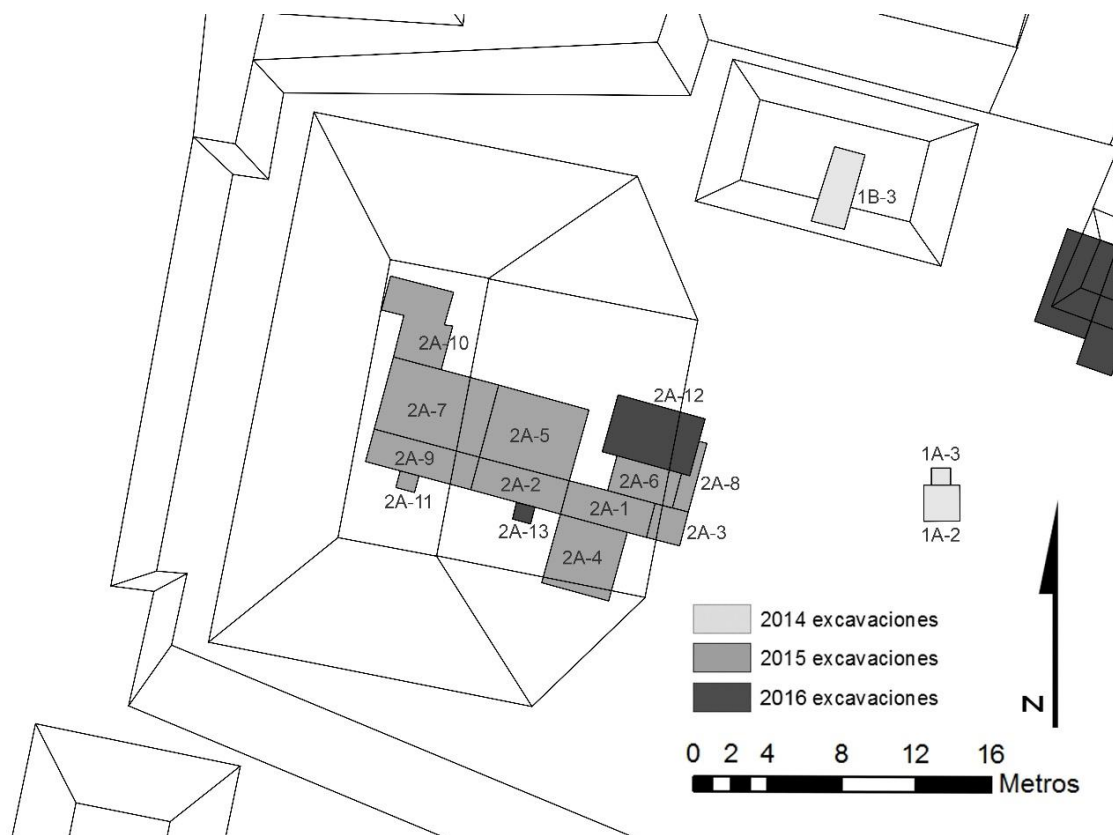 1B-3
2A-10
2A-12
2A-7
2A-5
2A-9
2A-6
2A-8
2A-2
2A-11
2A-1
2A-13
2A-3
2A-4
1A-3
1A-2
2014 excavaciones
2015 excavaciones
2016 excavaciones
N
0 2 4 8 12 16
Metros